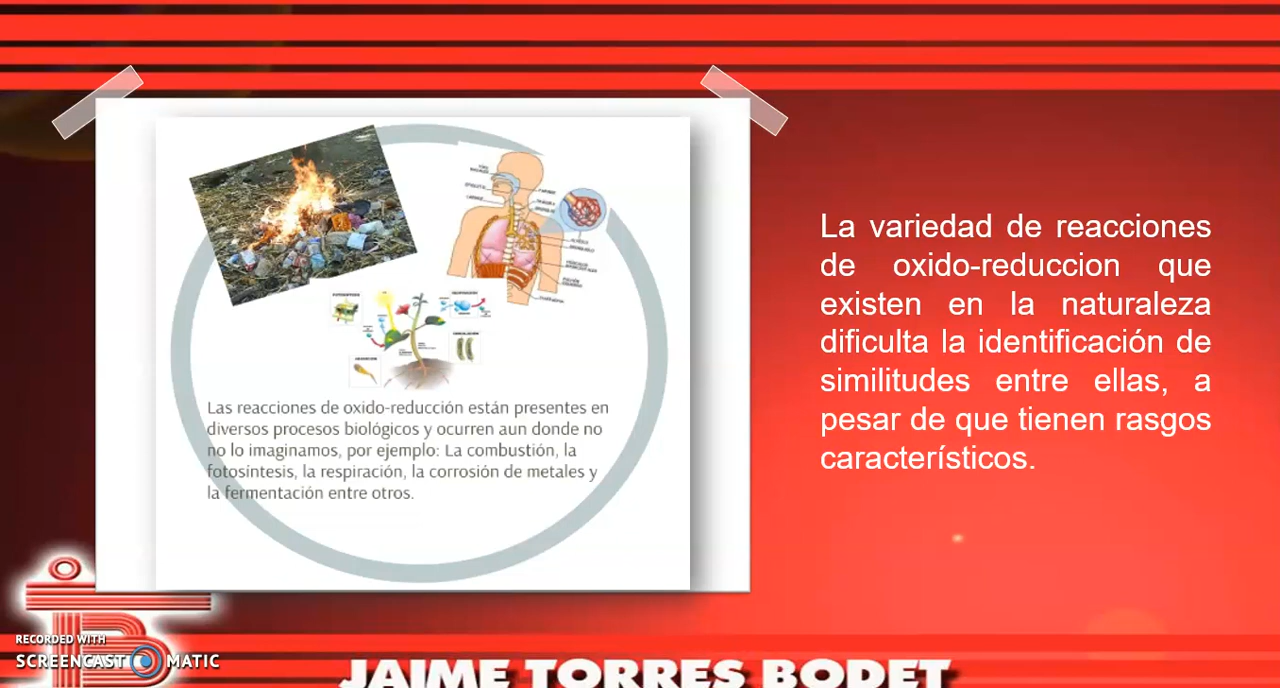 Las reacciones de oxido-reducción están presentes en
diversos procesos biológicos y ocurren aun donde no
no lo imaginamos, por ejemplo: La combustión, la
fotosíntesis, la respiración, la corrosión de metales y
la fermentación entre otros.
La variedad de reacciones
de oxido-reduccion que
existen en la naturaleza
dificulta la identificación de
similitudes entre ellas, a
pesar de que tienen rasgos
característicos.
RECORDED WITH
SCREENCAST MATIC
JAIME TORRES BODET